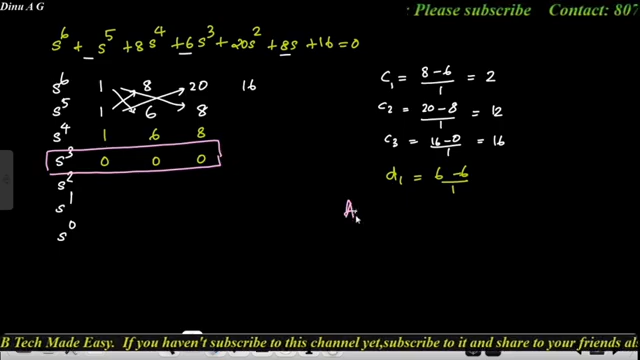 Dinu A G
Please subscribe Contact: 807
s⁶ + s⁵ + 8s⁴ + 6s³ + 20s² + 8s + 16 = 0
s⁶ 1 8 20 16
s⁵ 1 6 8
s⁴ 1 6 8
s³ 0 0 0
s²
s¹
s⁰
C₁ = 8-6/1 = 2
C₂ = 20-8/1 = 12
C₃ = 16-0/1 = 16
d₁ = 6-6/1
A
B Tech Made Easy. If you haven't subscribe to this channel yet,subscribe to it and share to your friends al